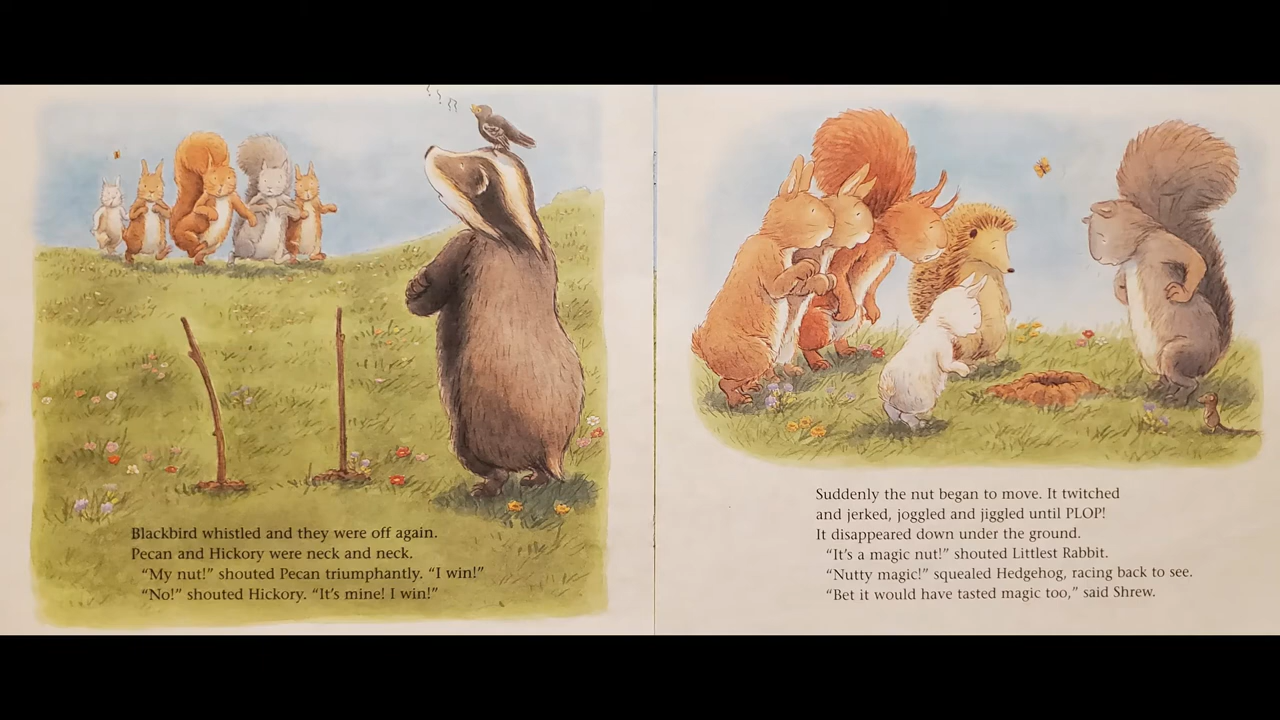 Blackbird whistled and they were off again.
Pecan and Hickory were neck and neck.
“My nut!” shouted Pecan triumphantly. “I win!”
“No!” shouted Hickory. “It’s mine! I win!”
Suddenly the nut began to move. It twitched
and jerked, joggled and jiggled until PLOP!
It disappeared down under the ground.
“It’s a magic nut!” shouted Littlest Rabbit.
“Nutty magic!” squealed Hedgehog, racing back to see.
“Bet it would have tasted magic too,” said Shrew.